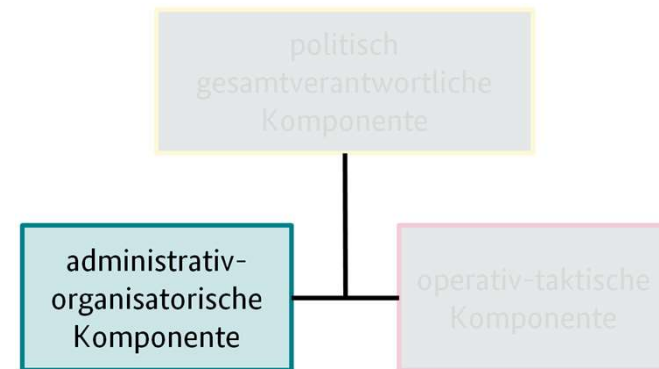 politisch
gesamtverantwortliche
Komponente
administrativ-
organisatorische
Komponente
operativ-taktische
Komponente